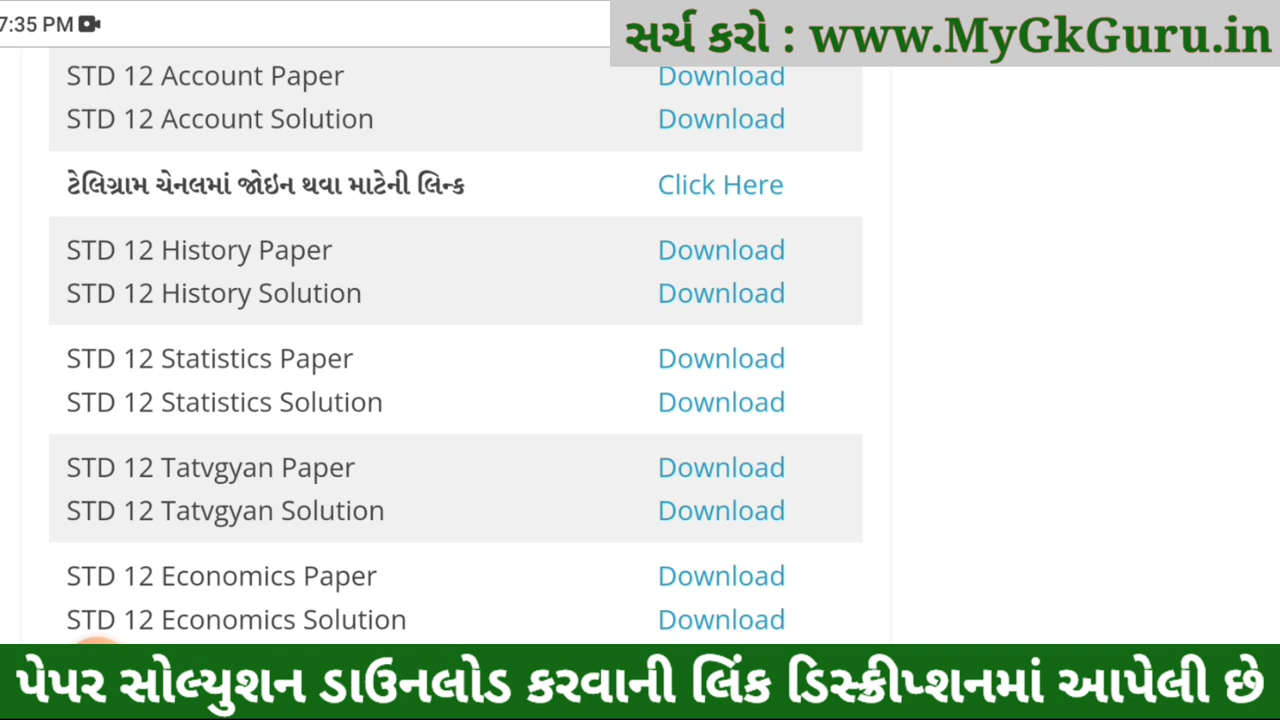 7:35 PM
સર્ચ કરો : www.MyGkGuru.in
STD 12 Account Paper Download
STD 12 Account Solution Download
ટેલિગ્રામ ચેનલમાં જોઇન થવા માટેની લિન્ક Click Here
STD 12 History Paper Download
STD 12 History Solution Download
STD 12 Statistics Paper Download
STD 12 Statistics Solution Download
STD 12 Tatvgyan Paper Download
STD 12 Tatvgyan Solution Download
STD 12 Economics Paper Download
STD 12 Economics Solution Download
પેપર સોલ્યુશન ડાઉનલોડ કરવાની લિંક ડિસ્ક્રીપ્શનમાં આપેલી છે